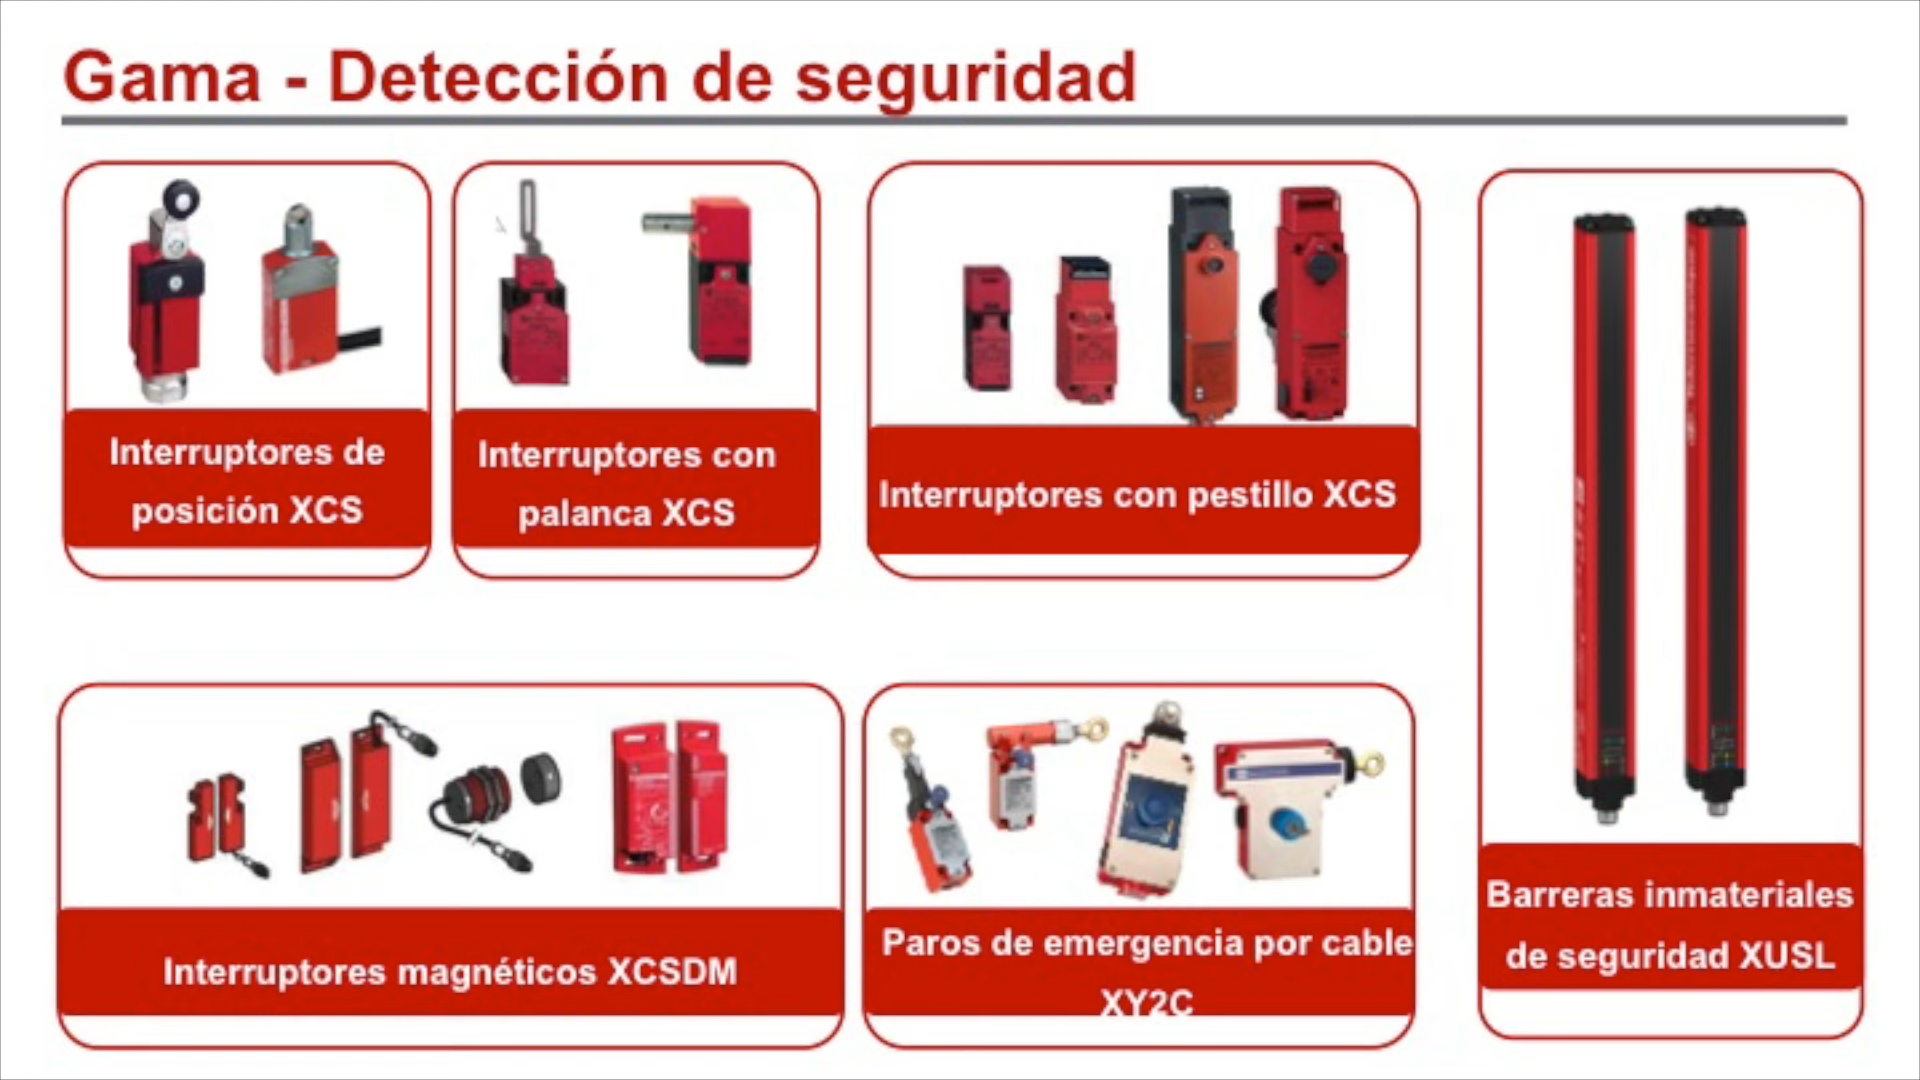 Gama - Detección de seguridad
Interruptores de
posición XCS
Interruptores con
palanca XCS
Interruptores con pestillo XCS
Interruptores magnéticos XCSDM
Paros de emergencia por cable
XY2C
Barreras inmateriales
de seguridad XUSL